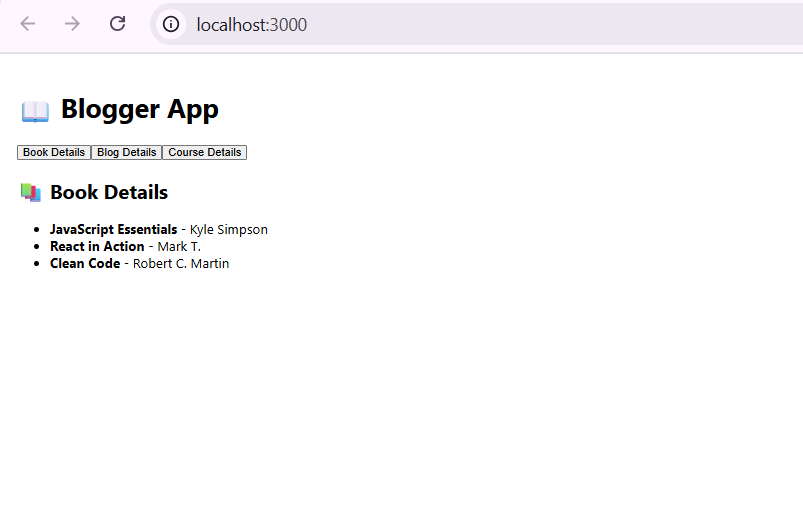 localhost:3000
Blogger App
Book Details Blog Details Course Details
Book Details
JavaScript Essentials - Kyle Simpson
React in Action - Mark T.
Clean Code - Robert C. Martin